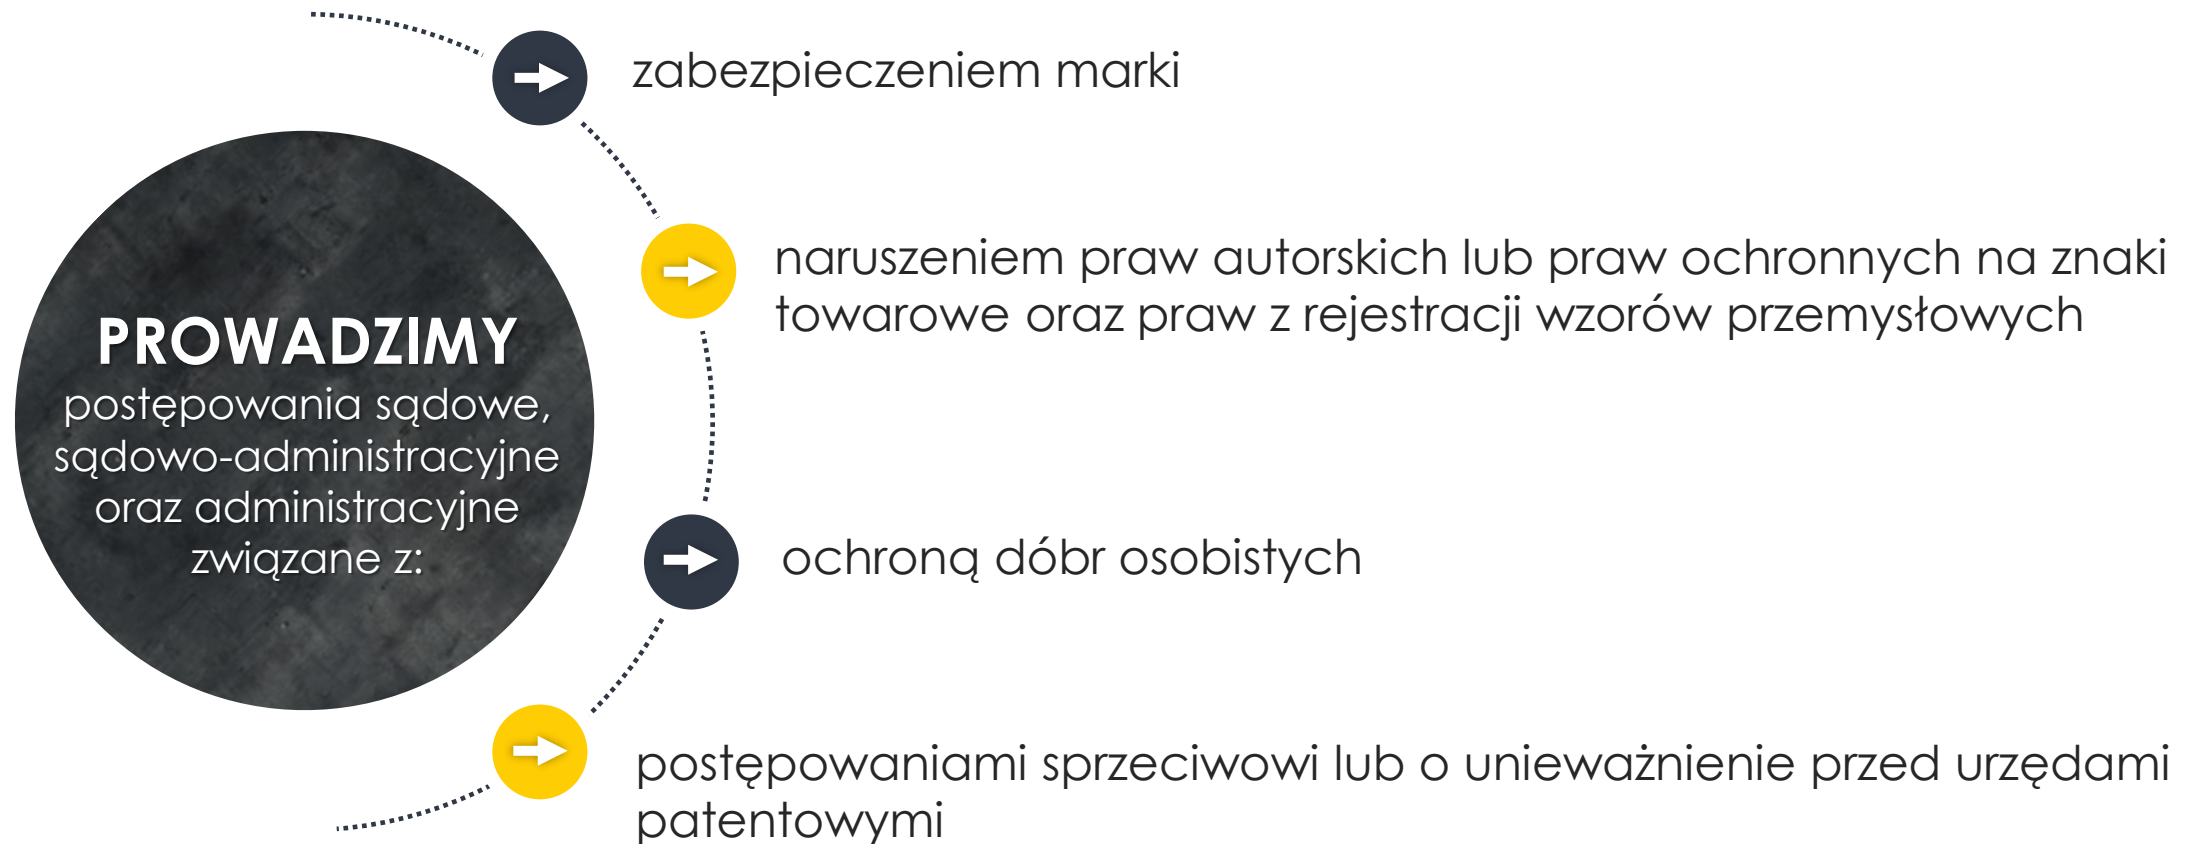 PROWADZIMY
postępowania sądowe,
sądowo-administracyjne
oraz administracyjne
związane z:
zabezpieczeniem marki
naruszeniem praw autorskich lub praw ochronnych na znaki
towarowe oraz praw z rejestracji wzorów przemysłowych
ochroną dóbr osobistych
postępowaniami sprzeciwowi lub o unieważnienie przed urzędami
patentowymi